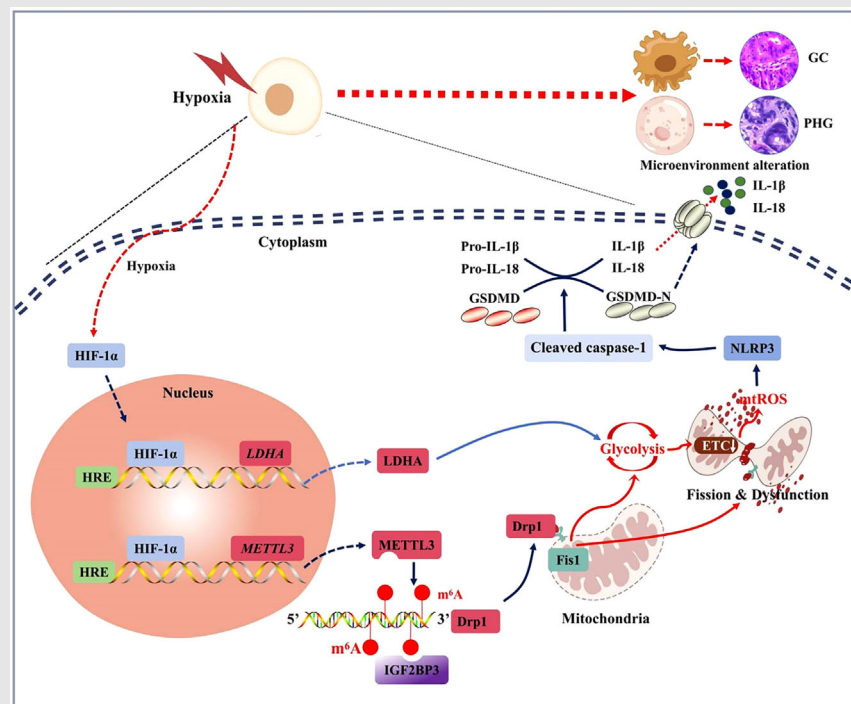 Hypoxia
GC
PHG
Microenvironment alteration
IL-1β
IL-18
Cytoplasm
Hypoxia
Pro-IL-1β
IL-1β
Pro-IL-18
IL-18
GSDMD
GSDMD-N
HIF-1α
Cleaved caspase-1
NLRP3
Nucleus
mtROS
HIF-1α
LDHA
HRE
LDHA
Glycolysis
ETC↓
Fission & Dysfunction
HIF-1α
METTL3
HRE
METTL3
Drp1
Fis1
m⁶A
5’
3’
Drp1
Mitochondria
m⁶A
IGF2BP3